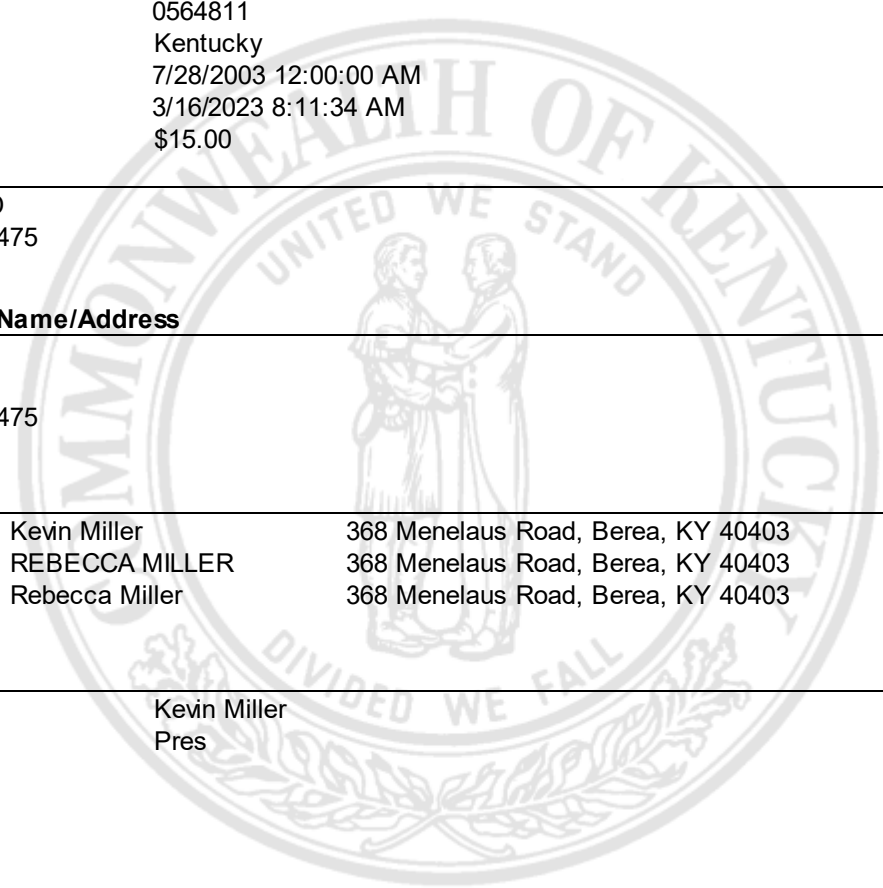 0564811
Kentucky
7/28/2003 12:00:00 AM
3/16/2023 8:11:34 AM
$15.00
475
Name/Address
475
Kevin Miller 368 Menelaus Road, Berea, KY 40403
REBECCA MILLER 368 Menelaus Road, Berea, KY 40403
Rebecca Miller 368 Menelaus Road, Berea, KY 40403
Kevin Miller
Pres
COMMONWEALTH OF KENTUCKY
UNITED WE STAND
DIVIDED WE FALL